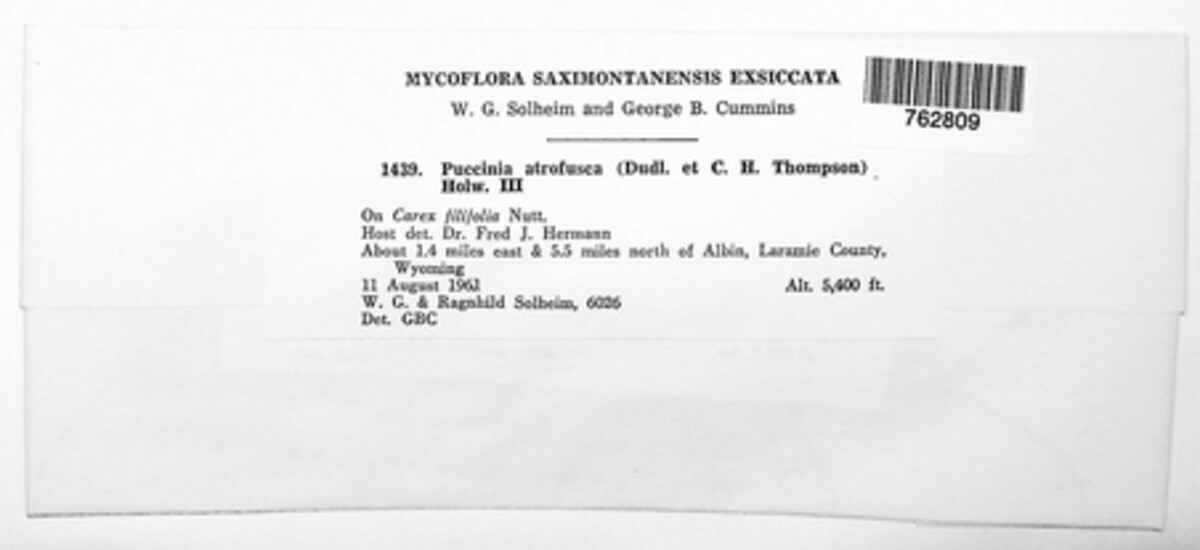 MYCOFLORA SAXIMONTANENSIS EXSICCATA
W. G. Solheim and George B. Cummins
762809
1439. Puccinia atrofusca (Dudl. et C. H. Thompson)
Holw. III
On Carex filifolia Nutt.
Host det. Dr. Fred J. Hermann
About 1.4 miles east & 5.5 miles north of Albin, Laramie County,
Wyoming
11 August 1961 Alt. 5,400 ft.
W. G. & Ragnhild Solheim, 6026
Det. GBC